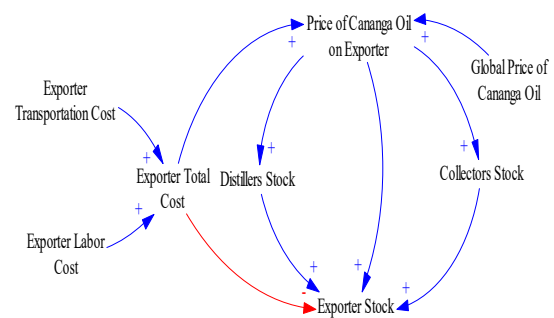 Price of Cananga Oil
on Exporter
+
+
Global Price of
Cananga Oil
Exporter
Transportation Cost
+
+
+
Exporter Total
Cost
Distillers Stock
Collectors Stock
+
Exporter Labor
Cost
+
+
+
-
Exporter Stock